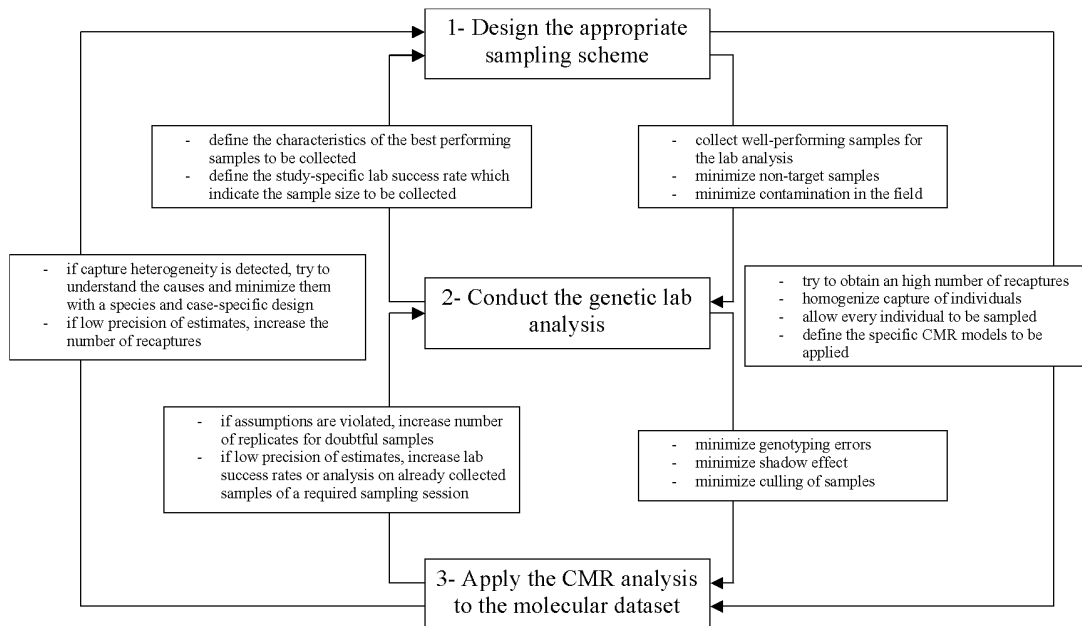 1- Design the appropriate
sampling scheme
- define the characteristics of the best performing
samples to be collected
- define the study-specific lab success rate which
indicate the sample size to be collected
- collect well-performing samples for
the lab analysis
- minimize non-target samples
- minimize contamination in the field
- if capture heterogeneity is detected, try to
understand the causes and minimize them
with a species and case-specific design
- if low precision of estimates, increase the
number of recaptures
2- Conduct the genetic lab
analysis
- try to obtain an high number of recaptures
- homogenize capture of individuals
- allow every individual to be sampled
- define the specific CMR models to be
applied
- if assumptions are violated, increase number
of replicates for doubtful samples
- if low precision of estimates, increase lab
success rates or analysis on already collected
samples of a required sampling session
- minimize genotyping errors
- minimize shadow effect
- minimize culling of samples
3- Apply the CMR analysis
to the molecular dataset